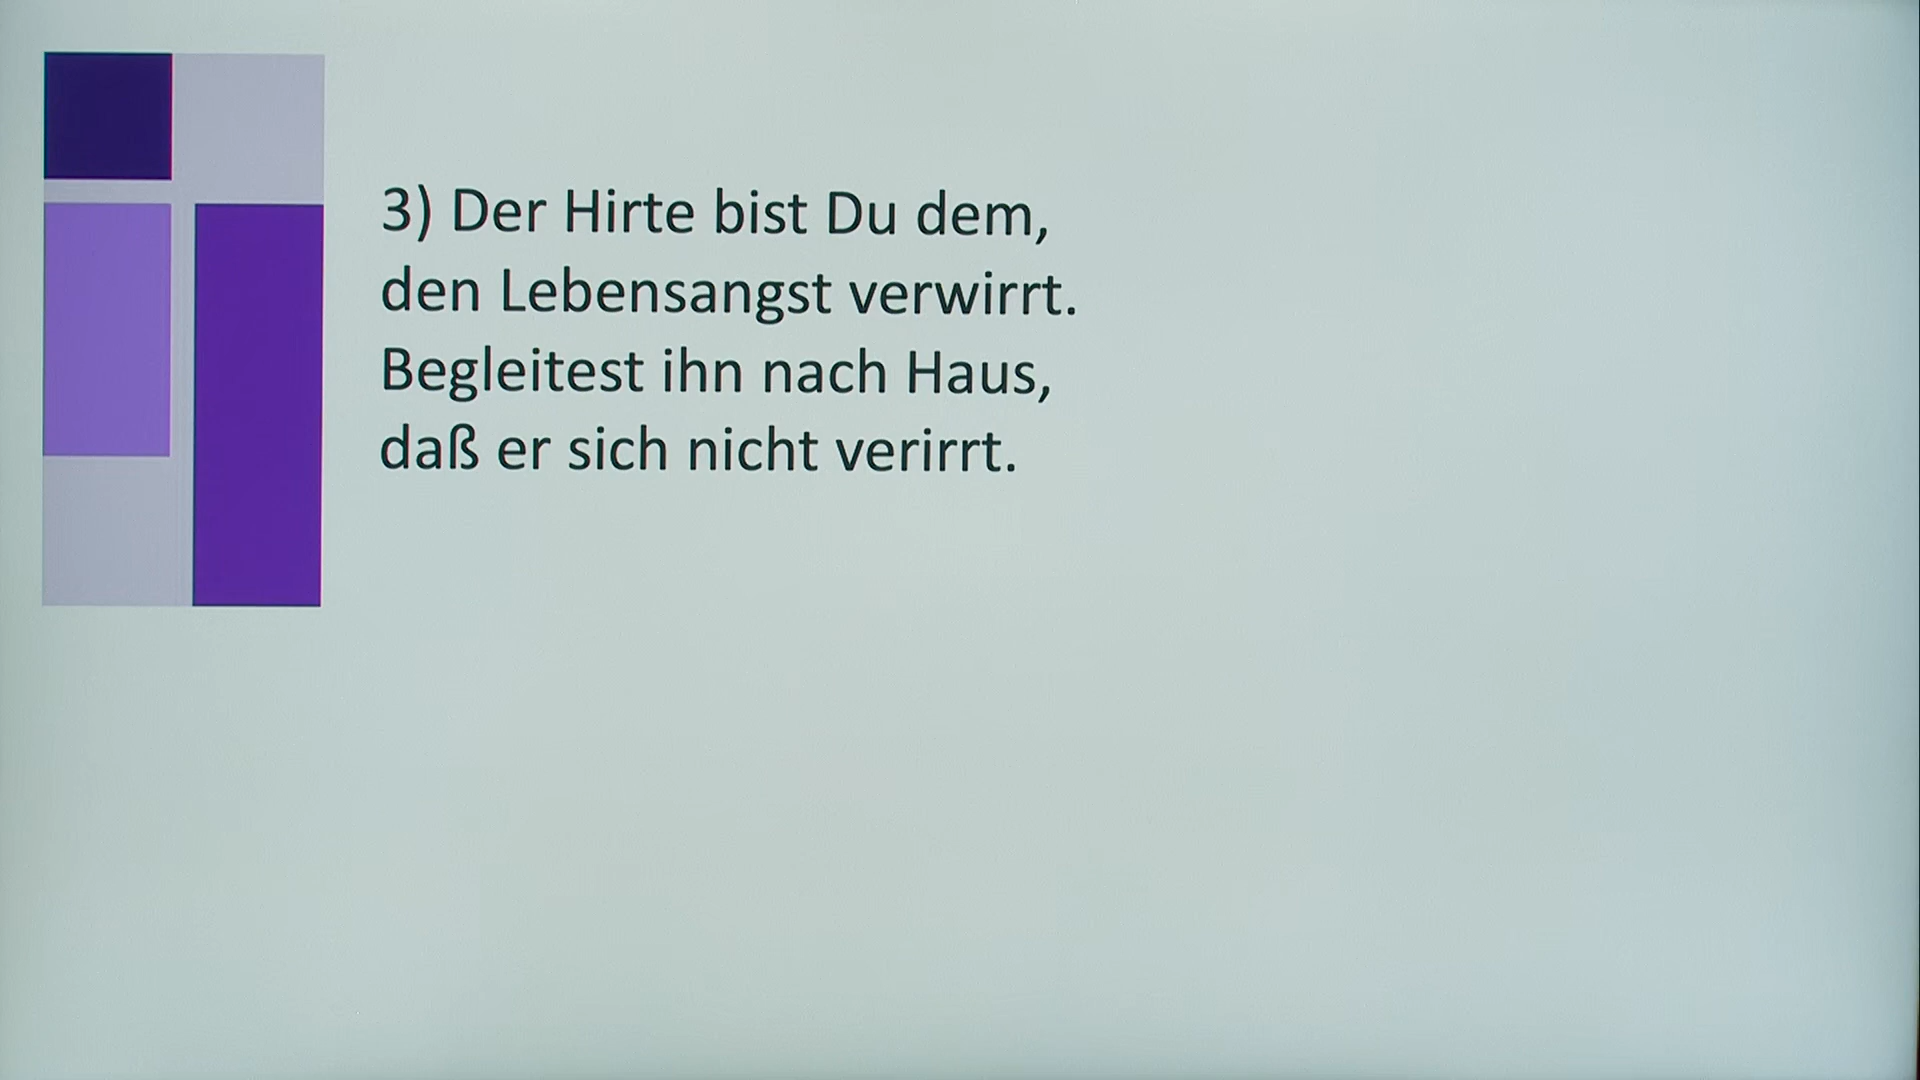 3) Der Hirte bist Du dem,
den Lebensangst verwirrt.
Begleitest ihn nach Haus,
daß er sich nicht verirrt.